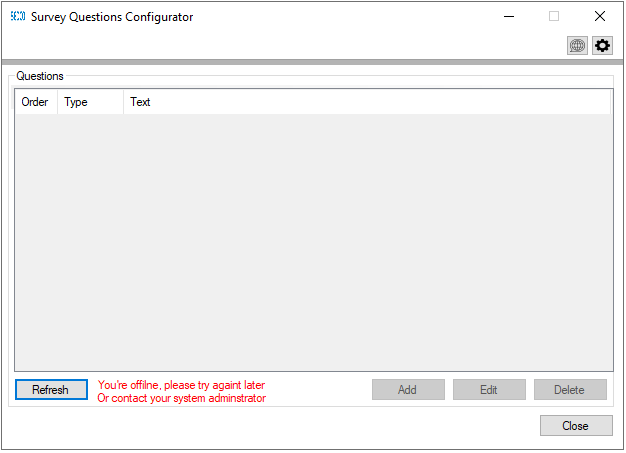 SECO Survey Questions Configurator
Questions
Order Type Text
Refresh
You're offilne, please try againt later
Or contact your system adminstrator
Add Edit Delete
Close